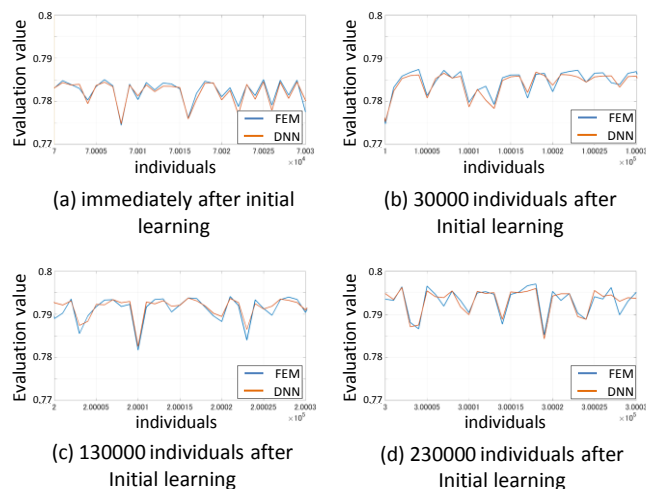 0.8
0.79
0.78
0.77
Evaluation value
FEM
DNN
7 7.0005 7.001 7.0015 7.002 7.0025 7.003
×10⁴
individuals
(a) immediately after initial
learning
0.8
0.79
0.78
0.77
Evaluation value
FEM
DNN
1 1.00005 1.0001 1.00015 1.0002 1.00025 1.0003
×10⁵
individuals
(b) 30000 individuals after
Initial learning
0.8
0.79
0.78
0.77
Evaluation value
FEM
DNN
2 2.00005 2.0001 2.00015 2.0002 2.00025 2.0003
×10⁵
individuals
(c) 130000 individuals after
Initial learning
0.8
0.79
0.78
0.77
Evaluation value
FEM
DNN
3 3.00005 3.0001 3.00015 3.0002 3.00025 3.0003
×10⁵
individuals
(d) 230000 individuals after
Initial learning